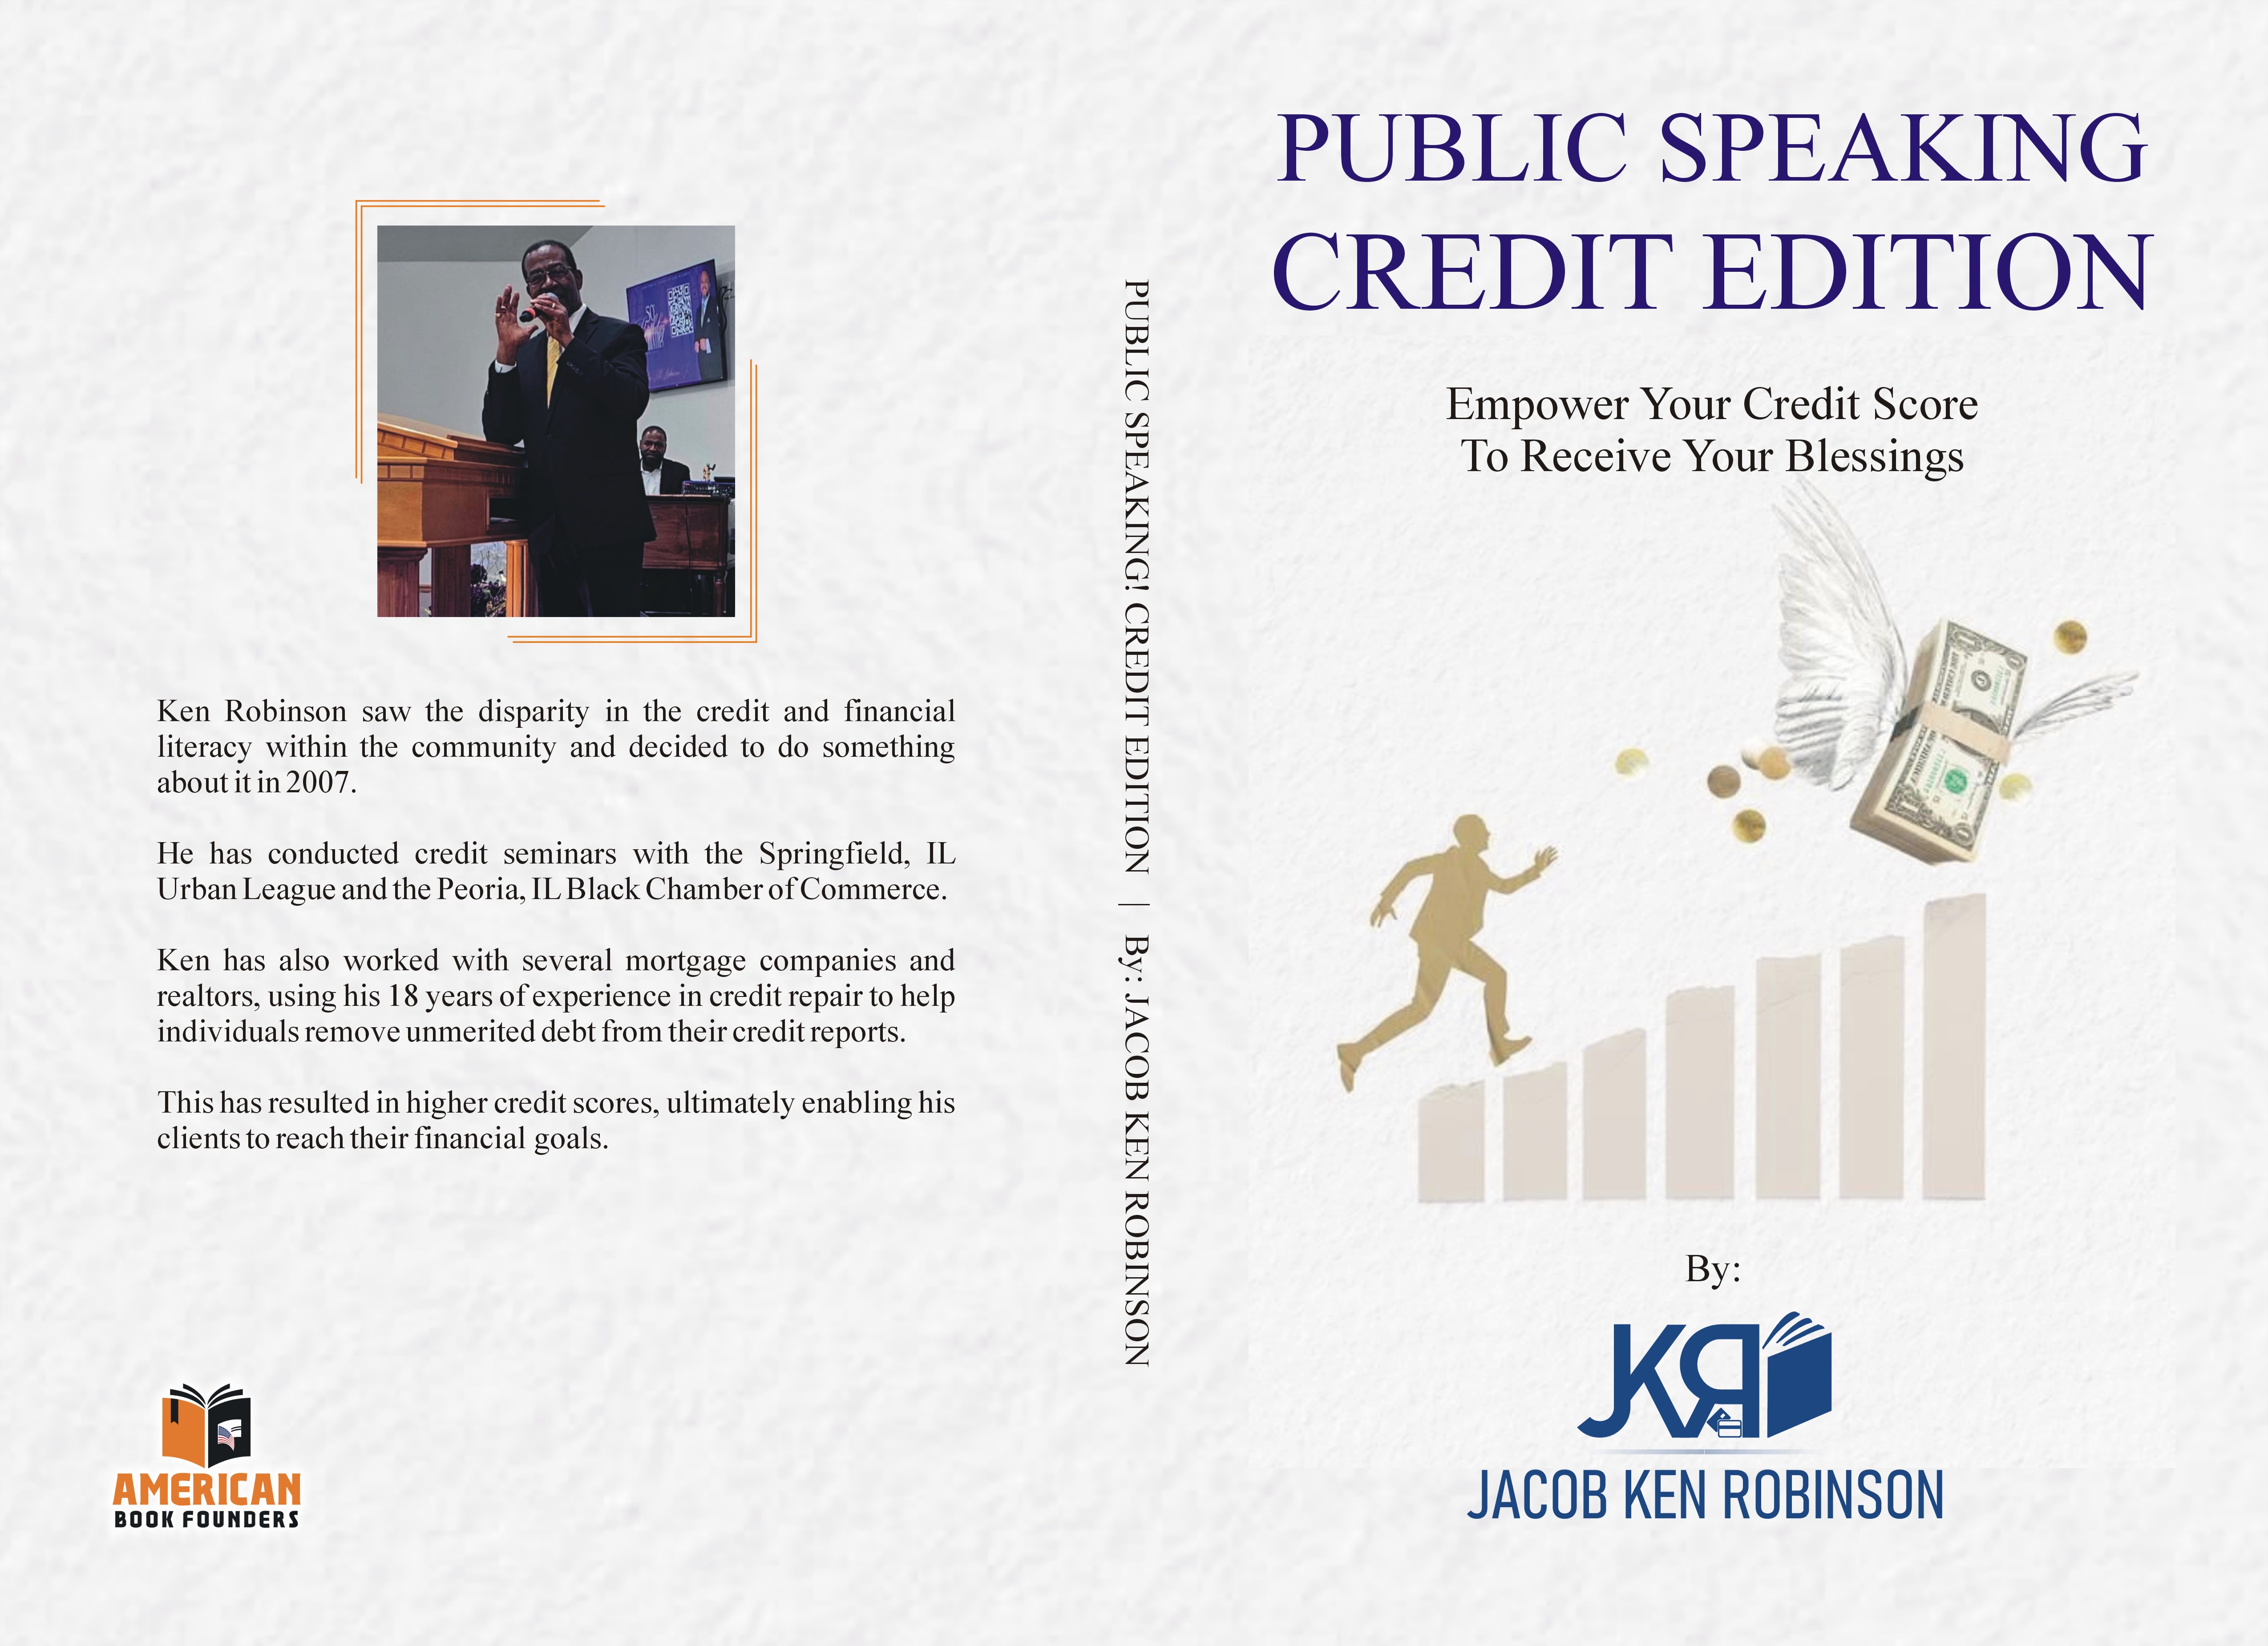 Ken Robinson saw the disparity in the credit and financial
literacy within the community and decided to do something
about it in 2007.
He has conducted credit seminars with the Springfield, IL
Urban League and the Peoria, IL Black Chamber of Commerce.
Ken has also worked with several mortgage companies and
realtors, using his 18 years of experience in credit repair to help
individuals remove unmerited debt from their credit reports.
This has resulted in higher credit scores, ultimately enabling his
clients to reach their financial goals.
AMERICAN
BOOK FOUNDERS
PUBLIC SPEAKING! CREDIT EDITION | By: JACOB KEN ROBINSON
PUBLIC SPEAKING
CREDIT EDITION
Empower Your Credit Score
To Receive Your Blessings
By:
JKR
JACOB KEN ROBINSON